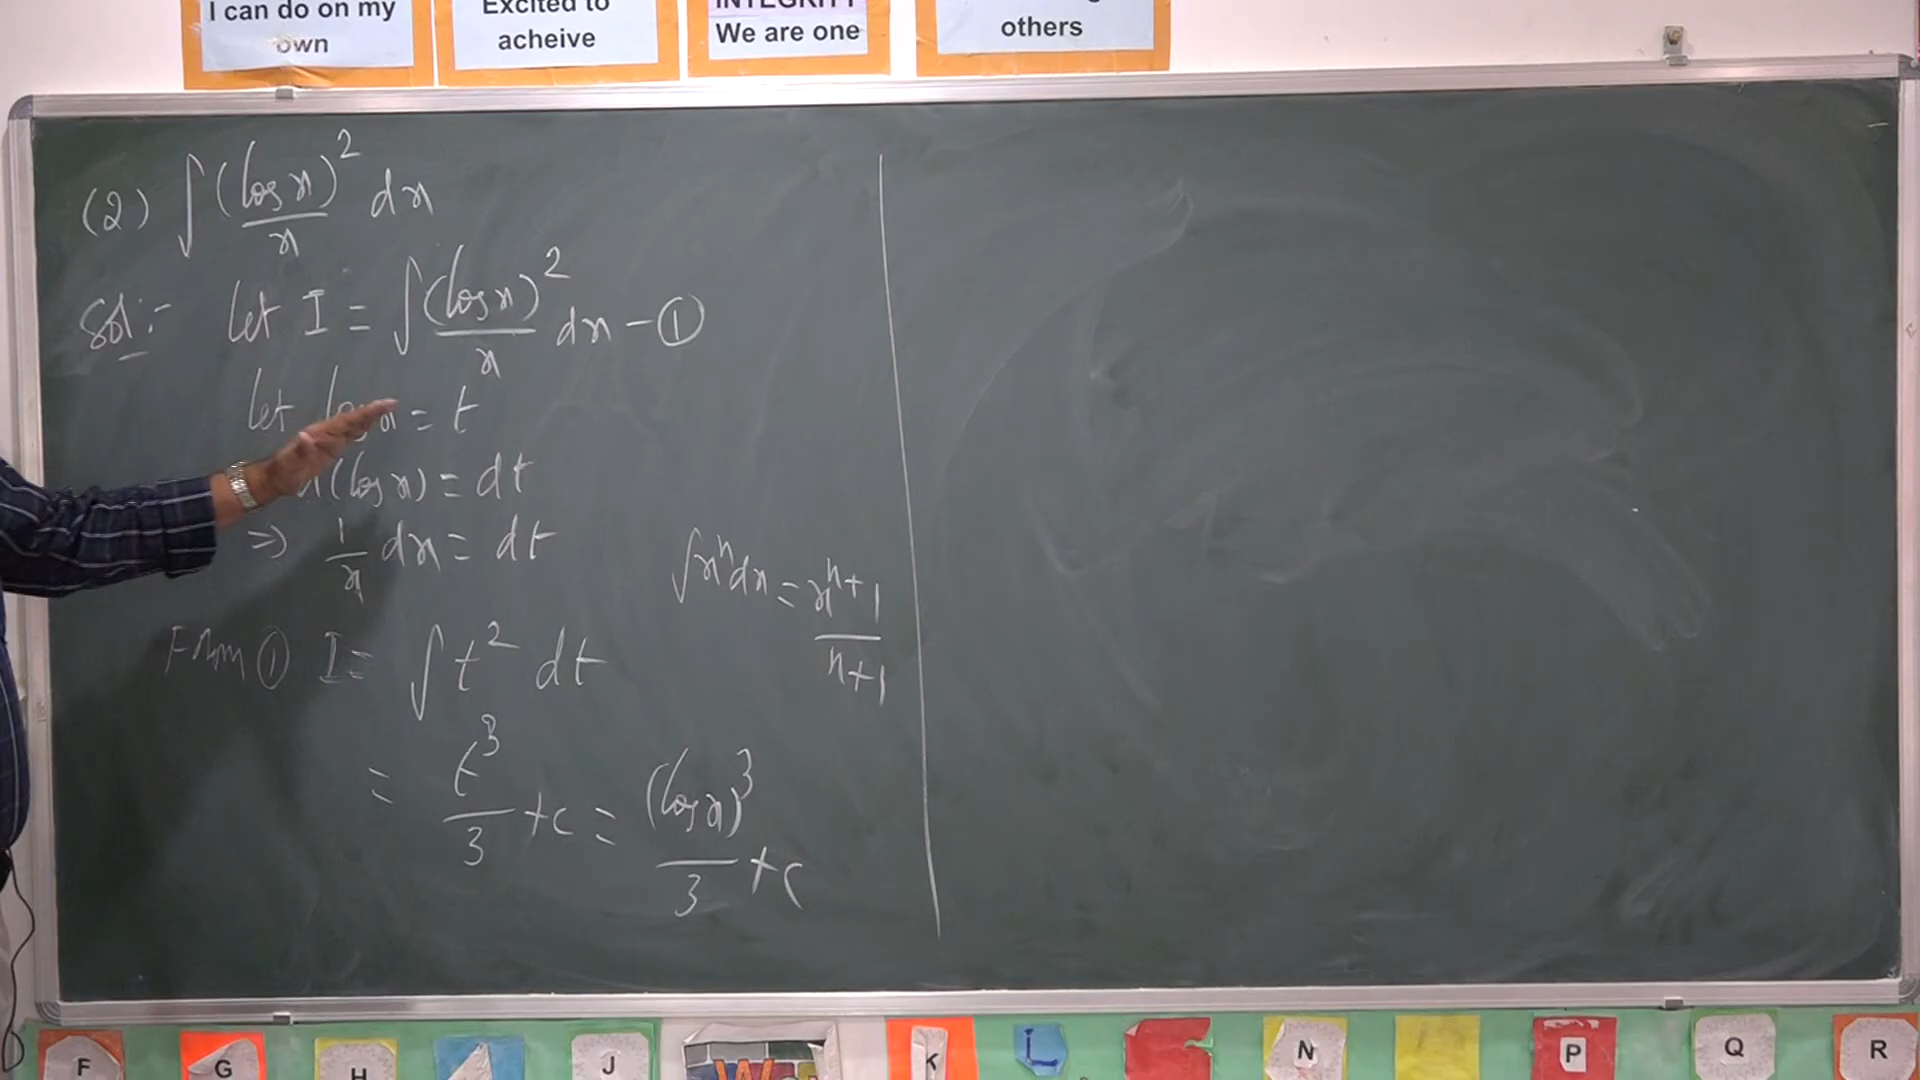 I can do on my
own
Excited to
acheive
INTEGRITY
We are one
others
(2) ∫ (log x)² / x dx
Sol:- let I = ∫ (log x)² / x dx - ①
let log x = t
d(log x) = dt
⇒ 1/x dx = dt
∫xⁿdx = xⁿ⁺¹ / n+1
From ① I = ∫ t² dt
= t³/3 + c = (log x)³ / 3 + c
F G H J K L N P Q R